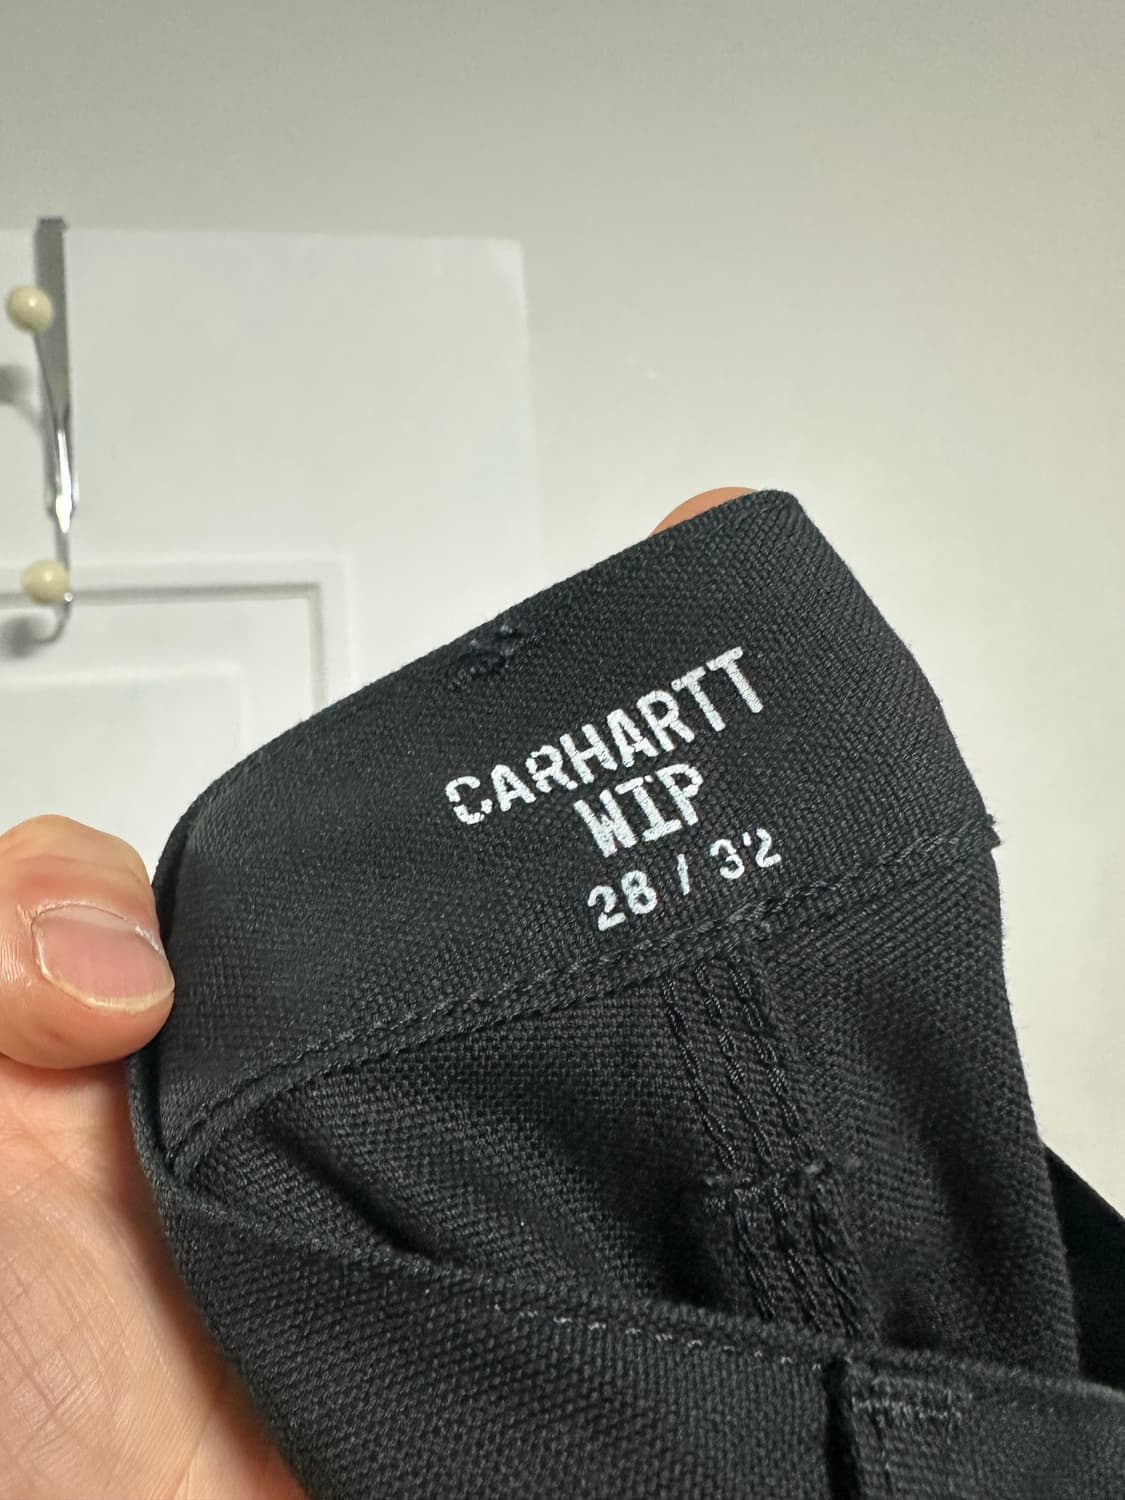 CARHARTT
WIP
28 / 32